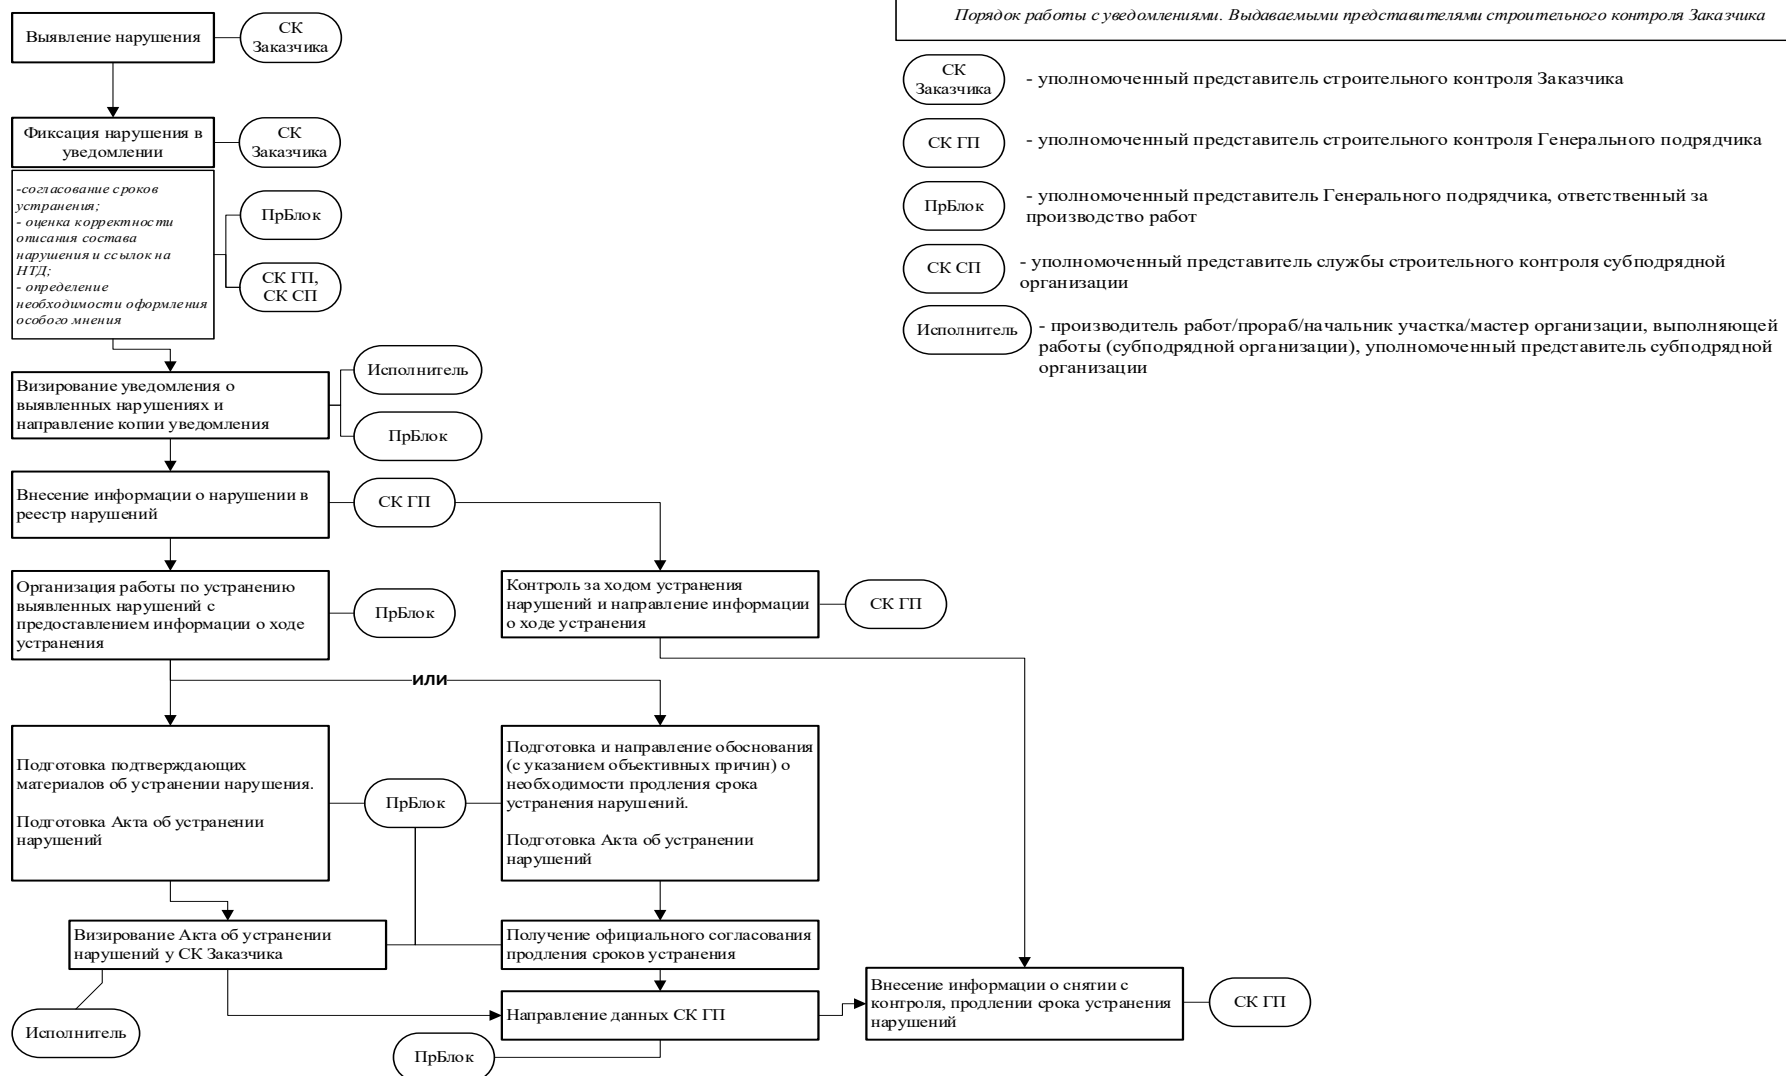 Порядок работы с уведомлениями. Выдаваемыми представителями строительного контроля Заказчика
Выявление нарушения
СК
Заказчика
СК
Заказчика
- уполномоченный представитель строительного контроля Заказчика
Фиксация нарушения в
уведомлении
СК
Заказчика
СК ГП
- уполномоченный представитель строительного контроля Генерального подрядчика
-согласование сроков
устранения;
- оценка корректности
описания состава
нарушения и ссылок на
НТД;
- определение
необходимости оформления
особого мнения
ПрБлок
СК ГП,
СК СП
ПрБлок
- уполномоченный представитель Генерального подрядчика, ответственный за
производство работ
СК СП
- уполномоченный представитель службы строительного контроля субподрядной
организации
Исполнитель
- производитель работ/прораб/начальник участка/мастер организации, выполняющей
работы (субподрядной организации), уполномоченный представитель субподрядной
организации
Визирование уведомления о
выявленных нарушениях и
направление копии уведомления
Исполнитель
ПрБлок
Внесение информации о нарушении в
реестр нарушений
СК ГП
Организация работы по устранению
выявленных нарушений с
предоставлением информации о ходе
устранения
ПрБлок
Контроль за ходом устранения
нарушений и направление информации
о ходе устранения
СК ГП
или
Подготовка подтверждающих
материалов об устранении нарушения.
Подготовка Акта об устранении
нарушений
ПрБлок
Подготовка и направление обоснования
(с указанием объективных причин) о
необходимости продления срока
устранения нарушений.
Подготовка Акта об устранении
нарушений
Визирование Акта об устранении
нарушений у СК Заказчика
Получение официального согласования
продления сроков устранения
Исполнитель
Направление данных СК ГП
ПрБлок
Внесение информации о снятии с
контроля, продлении срока устранения
нарушений
СК ГП